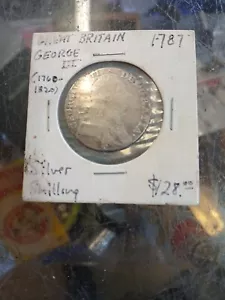 GREAT BRITAIN 1787
GEORGE
III
(1760-
1820)
Silver
Shilling $28.00